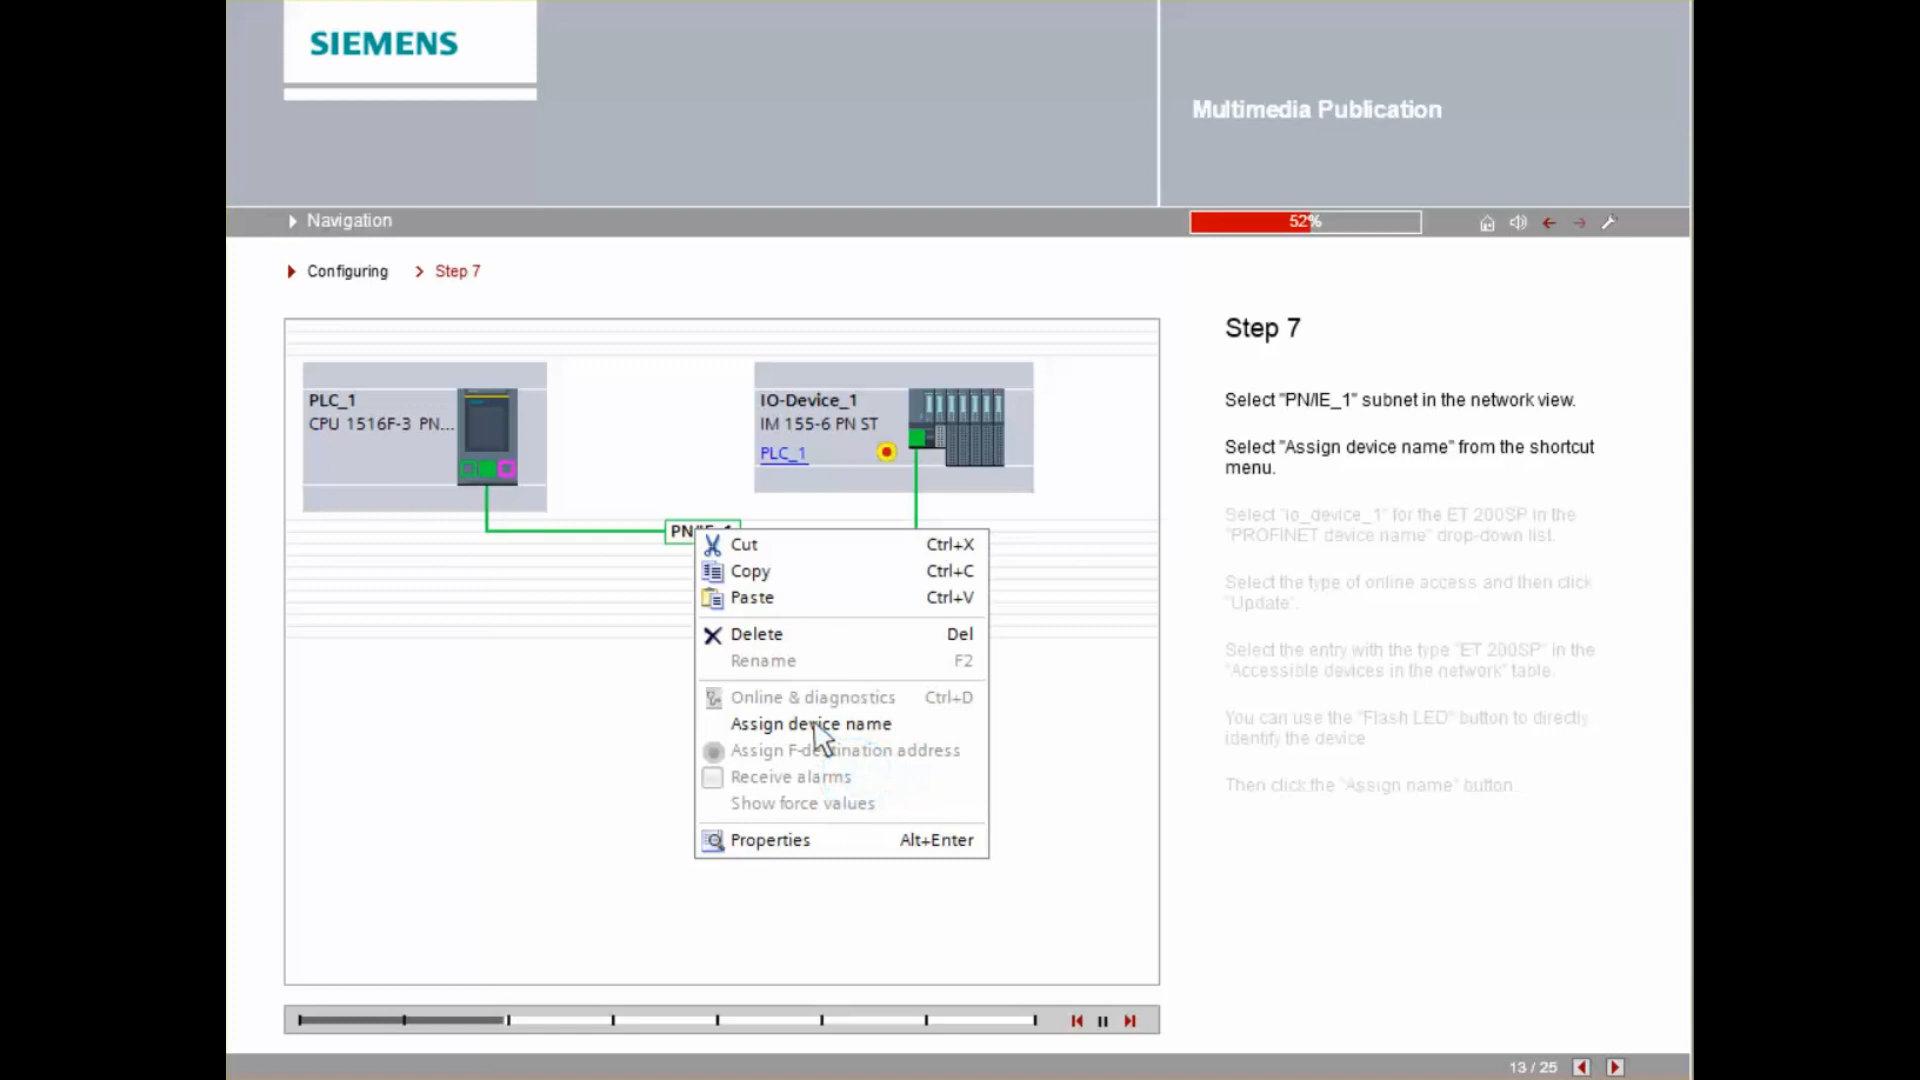 SIEMENS
Multimedia Publication
Navigation
52%
Configuring
Step 7
Step 7
PLC_1
CPU 1516F-3 PN...
IO-Device_1
IM 155-6 PN ST
PLC_1
Cut Ctrl+X
Copy Ctrl+C
Paste Ctrl+V
Delete Del
Rename F2
Online & diagnostics Ctrl+D
Assign device name
Assign F-destination address
Receive alarms
Show force values
Properties Alt+Enter
Select "PN/IE_1" subnet in the network view.
Select "Assign device name" from the shortcut
menu.
Select "io_device_1" for the ET 200SP in the
"PROFINET device name" drop-down list.
Select the type of online access and then click
"Update".
Select the entry with the type "ET 200SP" in the
"Accessible devices in the network" table.
You can use the "Flash LED" button to directly
identify the device
Then click the "Assign name" button.
13 / 25